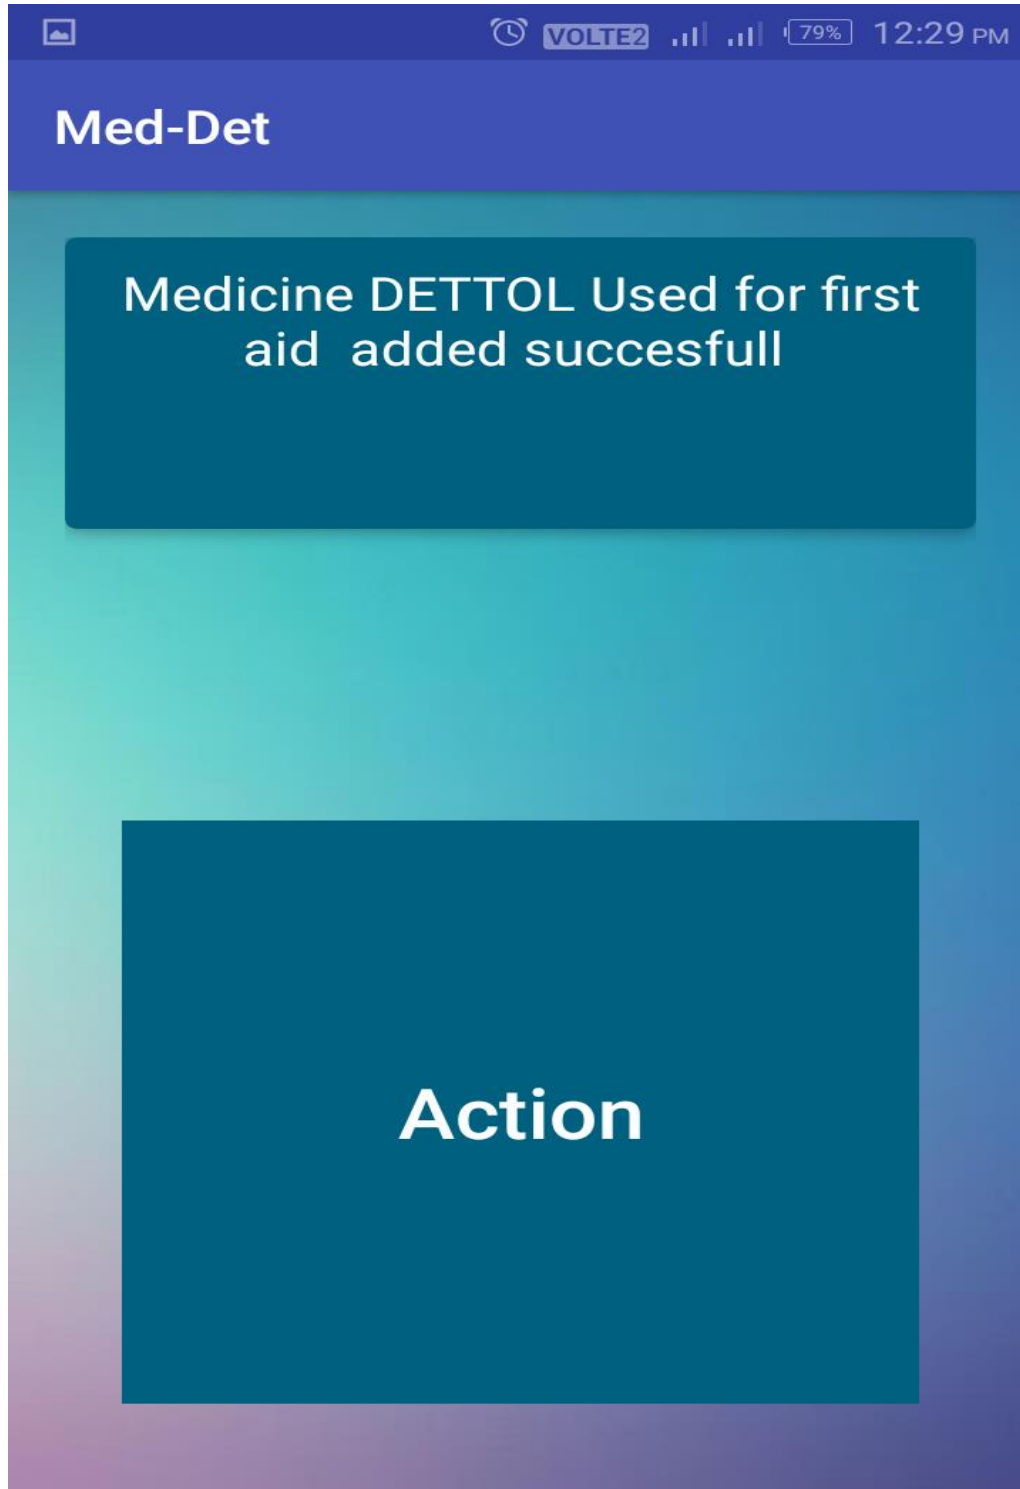 VOLTE2 79% 12:29 PM
Med-Det
Medicine DETTOL Used for first
aid  added succesfull
Action